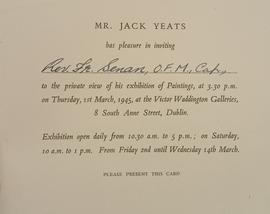 MR. JACK YEATS
has pleasure in inviting
Rev. Fr. Senan, O.F.M., Cap.,
to the private view of his exhibition of Paintings, at 3.30 p.m.
on Thursday, 1st March, 1945, at the Victor Waddington Galleries,
8 South Anne Street, Dublin.
Exhibition open daily from 10.30 a.m. to 5 p.m.; on Saturday,
10 a.m. to 1 p.m. From Friday 2nd until Wednesday 14th March.
PLEASE PRESENT THIS CARD